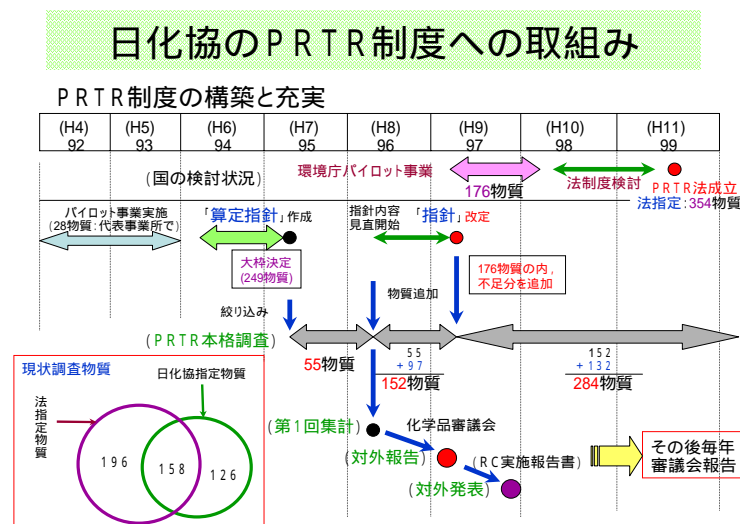 日化協のPRTR制度への取組み
PRTR制度の構築と充実
(H4) (H5) (H6) (H7) (H8) (H9) (H10) (H11)
92 93 94 95 96 97 98 99
(国の検討状況)
環境庁パイロット事業
176物質
法制度検討
PRTR法成立
法指定:354物質
パイロット事業実施
(28物質:代表事業所で)
「算定指針」作成
指針内容
見直開始
「指針」改定
大枠決定
(249物質)
176物質の内,
不足分を追加
絞り込み
物質追加
(PRTR本格調査)
55物質
55
+97
152物質
152
+132
284物質
現状調査物質
日化協指定物質
法指定物質
196 158 126
(第1回集計)
化学品審議会
(対外報告)
(RC実施報告書)
(対外発表)
その後毎年
審議会報告